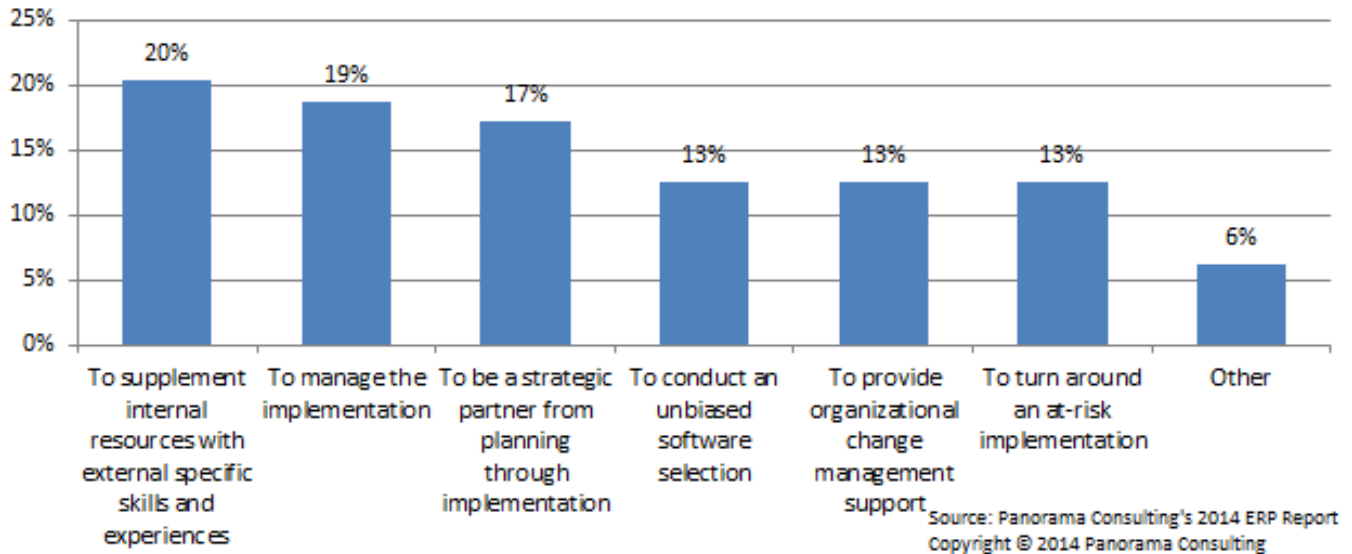 25%
20%
15%
10%
5%
0%
20%
19%
17%
13%
13%
13%
6%
To supplement
internal
resources with
external specific
skills and
experiences
To manage the
implementation
To be a strategic
partner from
planning
through
implementation
To conduct an
unbiased
software
selection
To provide
organizational
change
management
support
To turn around
an at-risk
implementation
Other
Source: Panorama Consulting's 2014 ERP Report
Copyright © 2014 Panorama Consulting